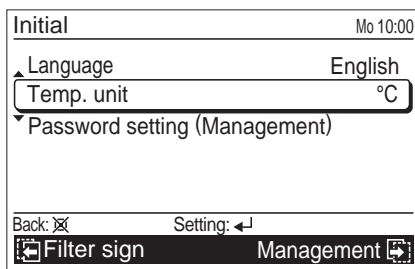 Initial Mo 10:00
Language English
Temp. unit °C
Password setting (Management)
Back: Setting:
Filter sign Management